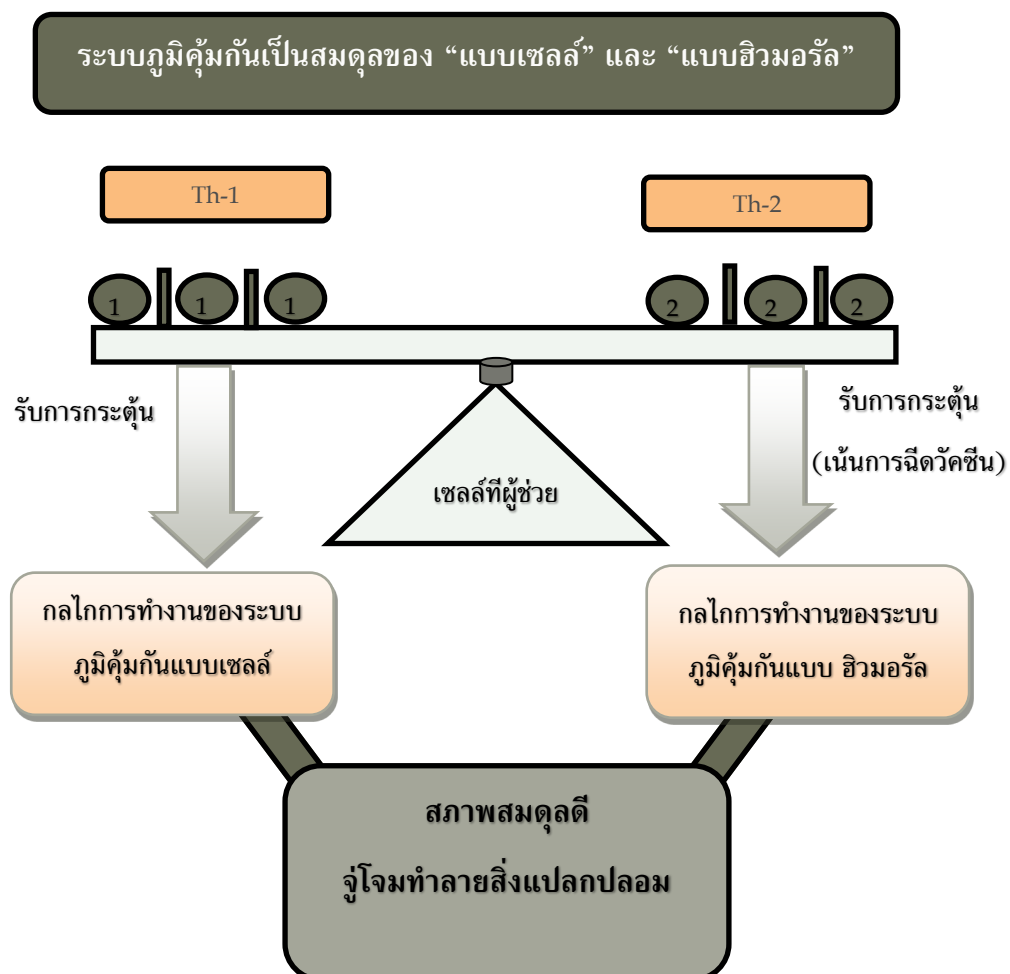 ระบบภูมิคุ้มกันเป็นสมดุลของ “แบบเซลล์” และ “แบบฮิวมอรัล”
Th-1
Th-2
1 1 1
2 2 2
รับการกระตุ้น
รับการกระตุ้น
(เน้นการฉีดวัคซีน)
เซลล์ทีผู้ช่วย
กลไกการทำงานของระบบ
ภูมิคุ้มกันแบบเซลล์
กลไกการทำงานของระบบ
ภูมิคุ้มกันแบบ ฮิวมอรัล
สภาพสมดุลดี
จู่โจมทำลายสิ่งแปลกปลอม